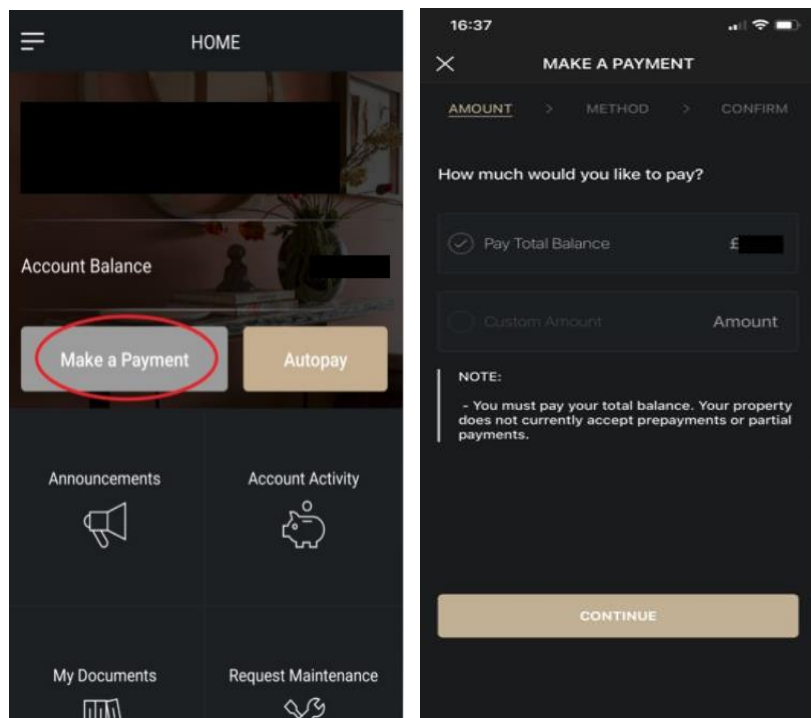 HOME
Account Balance
Make a Payment
Autopay
Announcements
Account Activity
My Documents
Request Maintenance
16:37
MAKE A PAYMENT
AMOUNT > METHOD > CONFIRM
How much would you like to pay?
Pay Total Balance £
Custom Amount Amount
NOTE:
- You must pay your total balance. Your property
does not currently accept prepayments or partial
payments.
CONTINUE